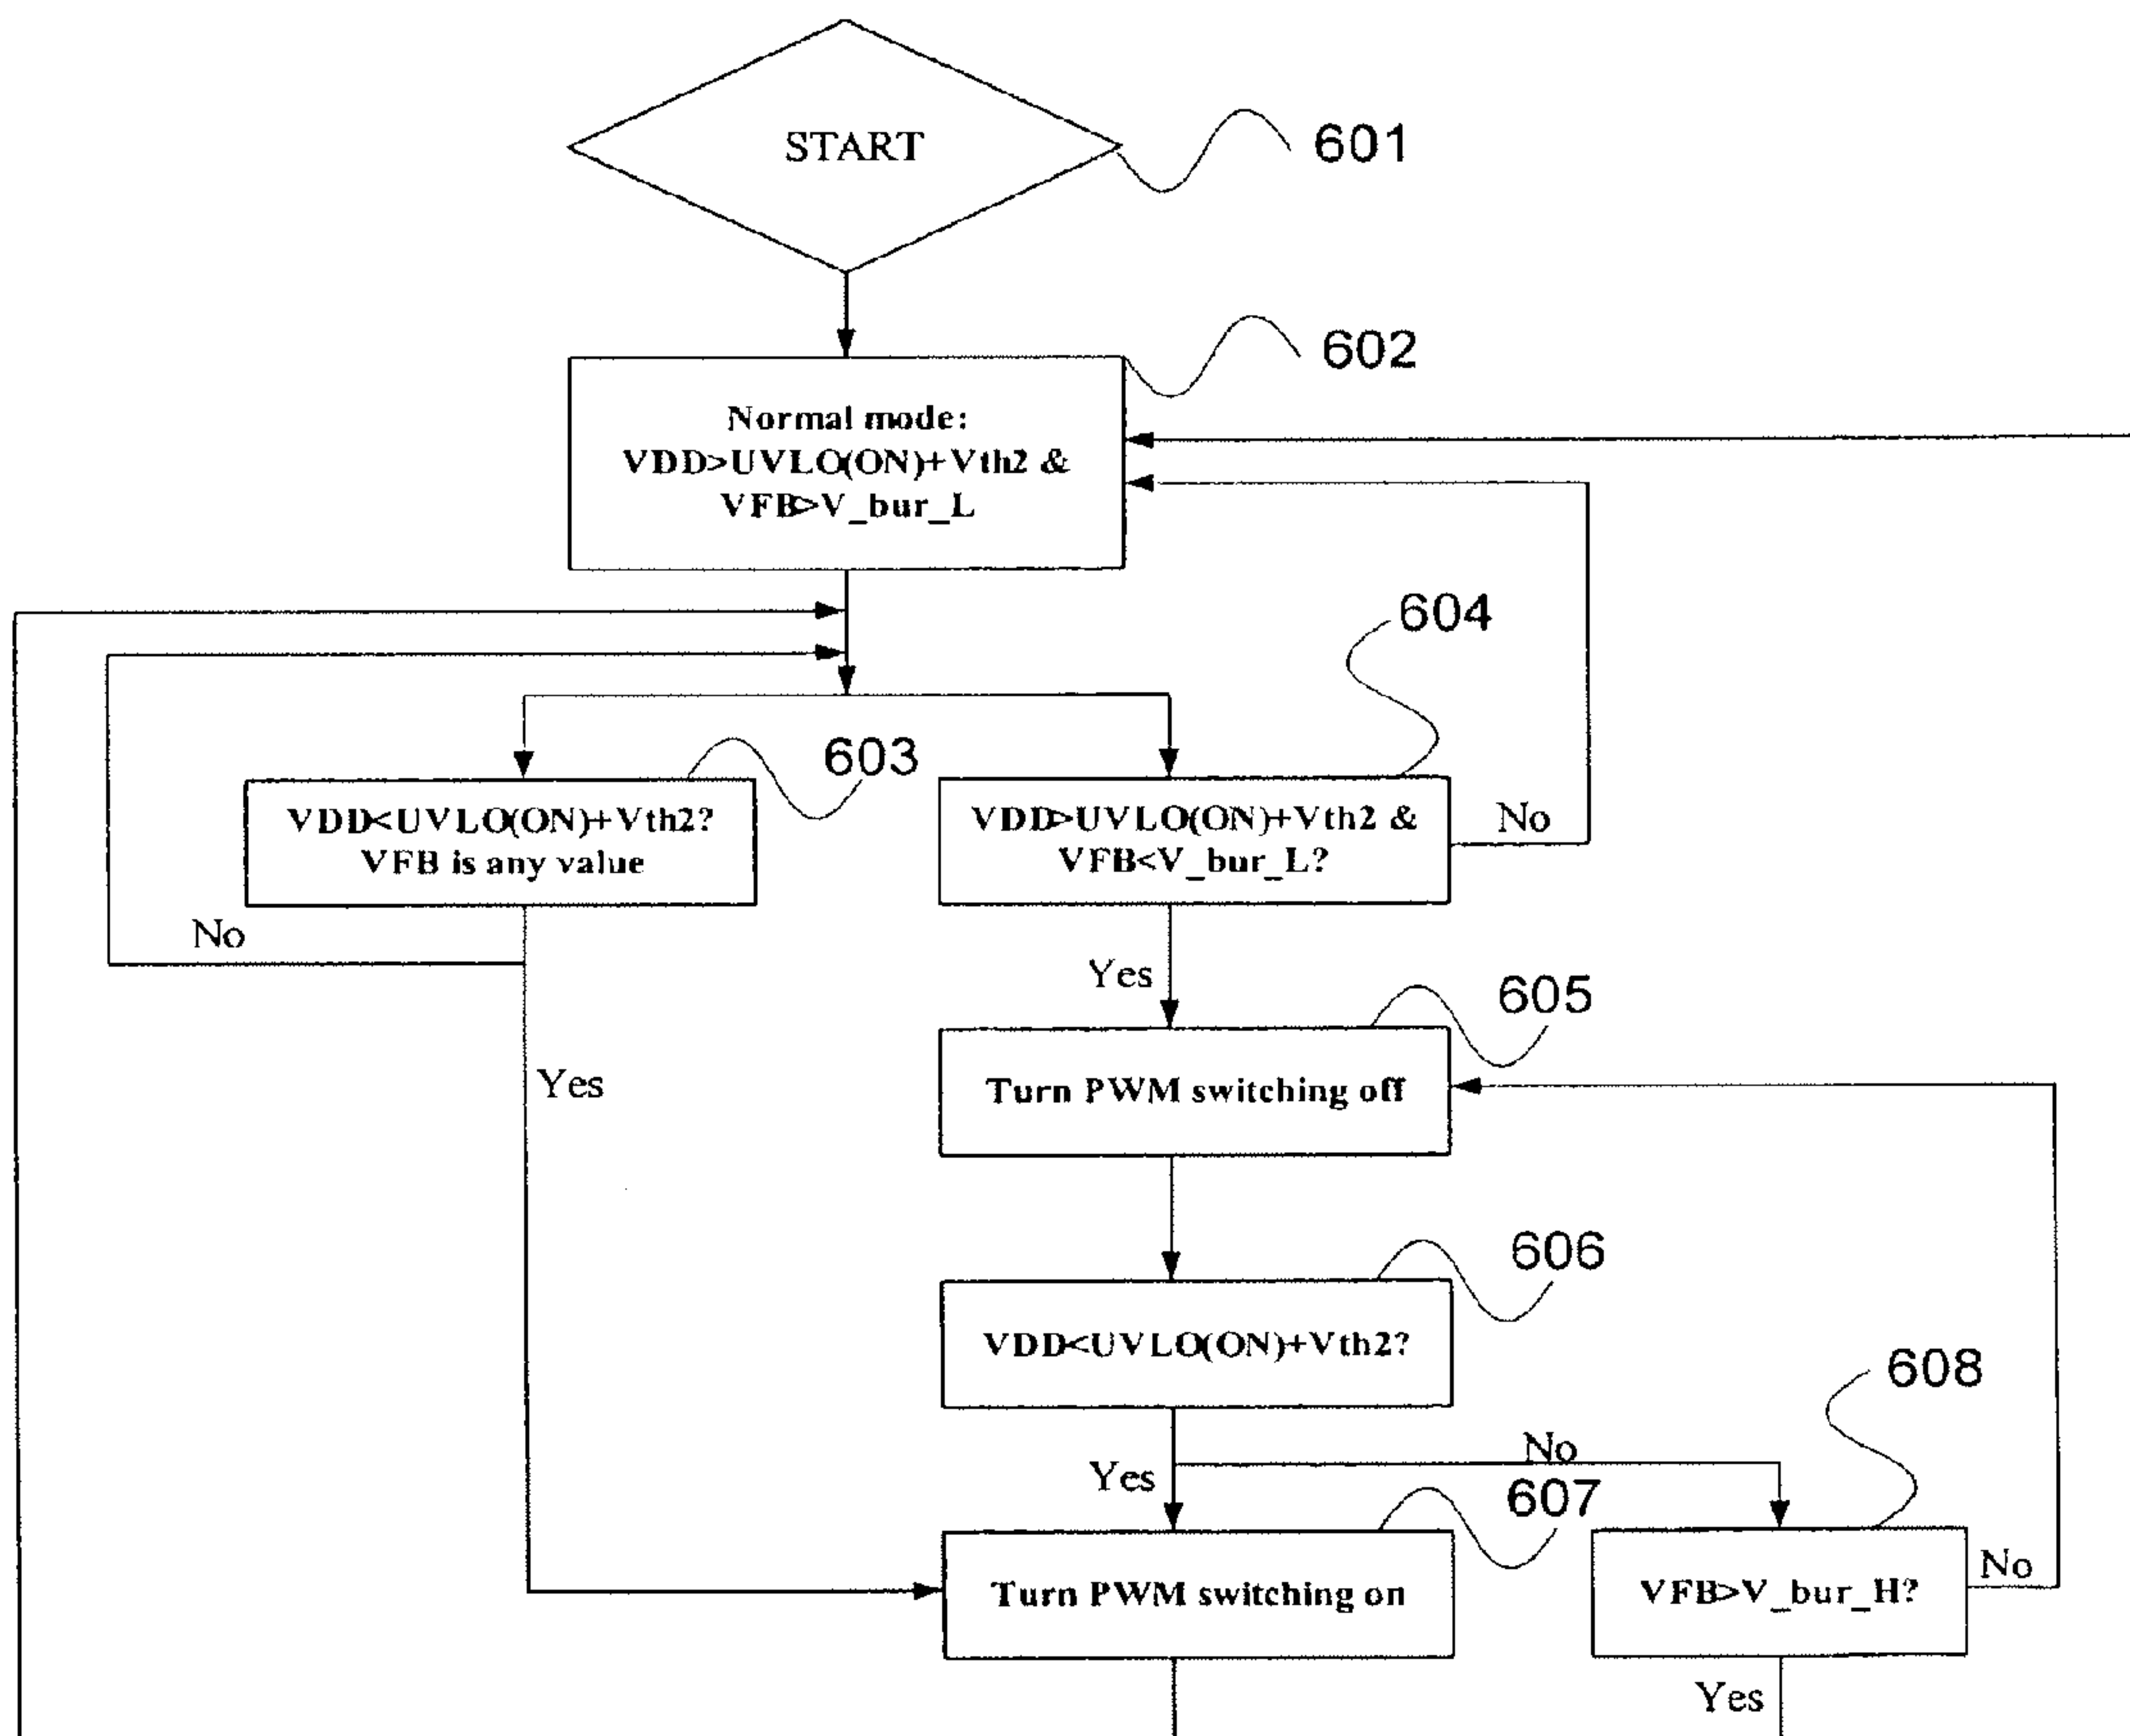 START
601
602
Normal mode:
VDD>UVLO(ON)+Vth2 &
VFB>V_bur_L
604
603
VDD<UVLO(ON)+Vth2?
VFB is any value
VDD>UVLO(ON)+Vth2 &
VFB<V_bur_L?
No
No
Yes
605
Yes
Turn PWM switching off
606
VDD<UVLO(ON)+Vth2?
608
No
Yes
607
Turn PWM switching on
VFB>V_bur_H?
No
Yes